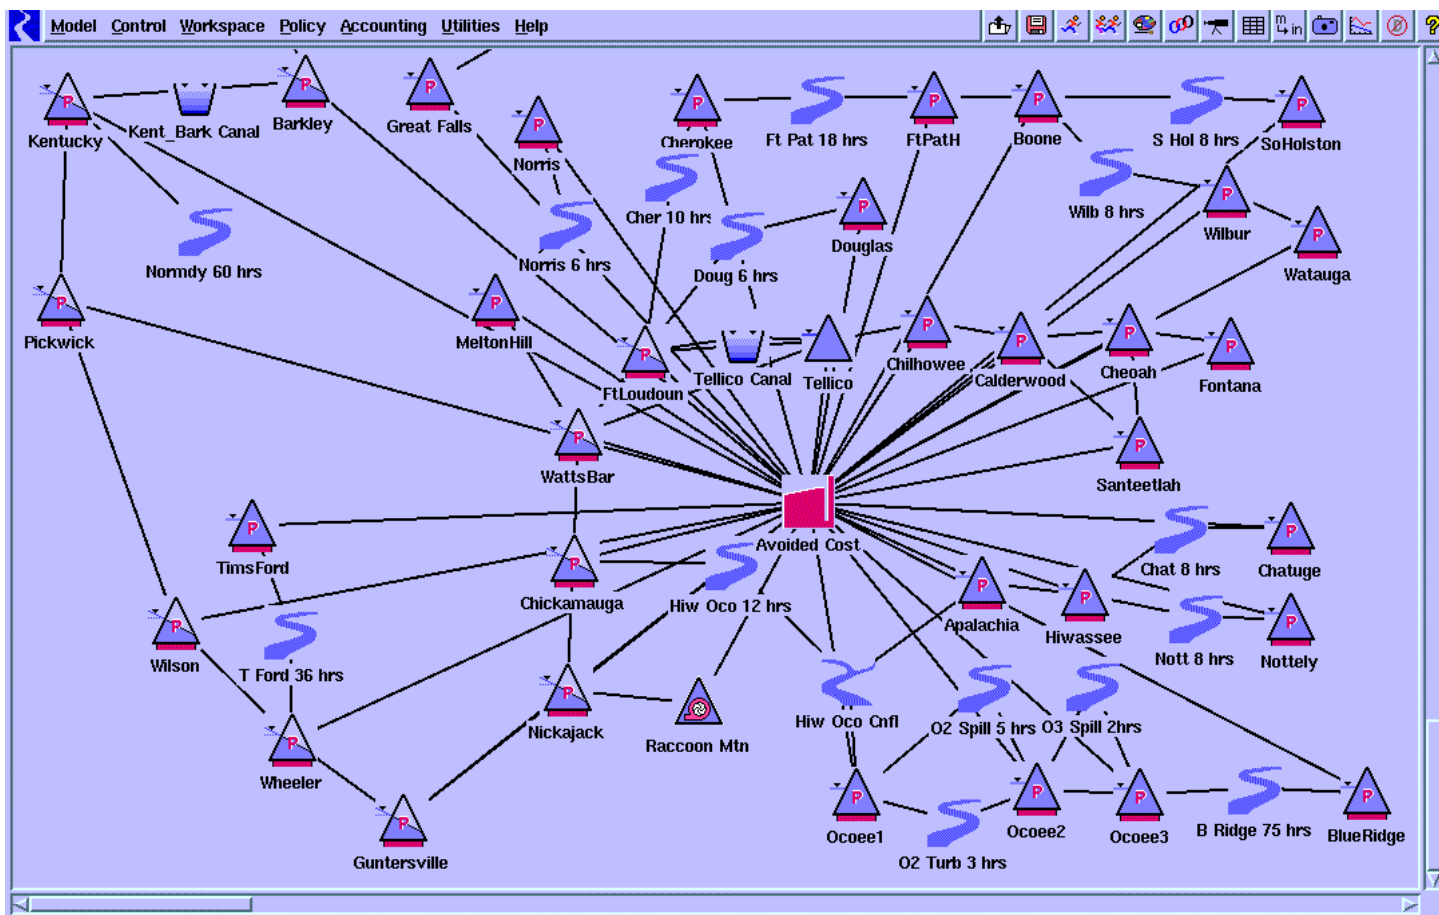 Model Control Workspace Policy Accounting Utilities Help
m
in
P
Kentucky
Kent_Bark Canal
P
Barkley
P
Great Falls
P
Norris
P
Cherokee
Ft Pat 18 hrs
P
FtPatH
P
Boone
S Hol 8 hrs
P
SoHolston
Normdy 60 hrs
Norris 6 hrs
Cher 10 hrs
Doug 6 hrs
P
Douglas
Wilb 8 hrs
P
Wilbur
P
Watauga
P
Pickwick
P
MeltonHill
P
FtLoudoun
Tellico Canal
Tellico
P
Chilhowee
P
Calderwood
P
Cheoah
P
Fontana
P
WattsBar
P
Santeetlah
P
TimsFord
Avoided Cost
Chat 8 hrs
P
Chatuge
P
Chickamauga
Hiw Oco 12 hrs
P
Apalachia
P
Hiwassee
Nott 8 hrs
P
Nottely
P
Wilson
T Ford 36 hrs
P
Nickajack
Raccoon Mtn
Hiw Oco Cnfl
O2 Spill 5 hrs
O3 Spill 2hrs
P
Wheeler
P
Guntersville
P
Ocoee1
O2 Turb 3 hrs
P
Ocoee2
P
Ocoee3
B Ridge 75 hrs
P
BlueRidge